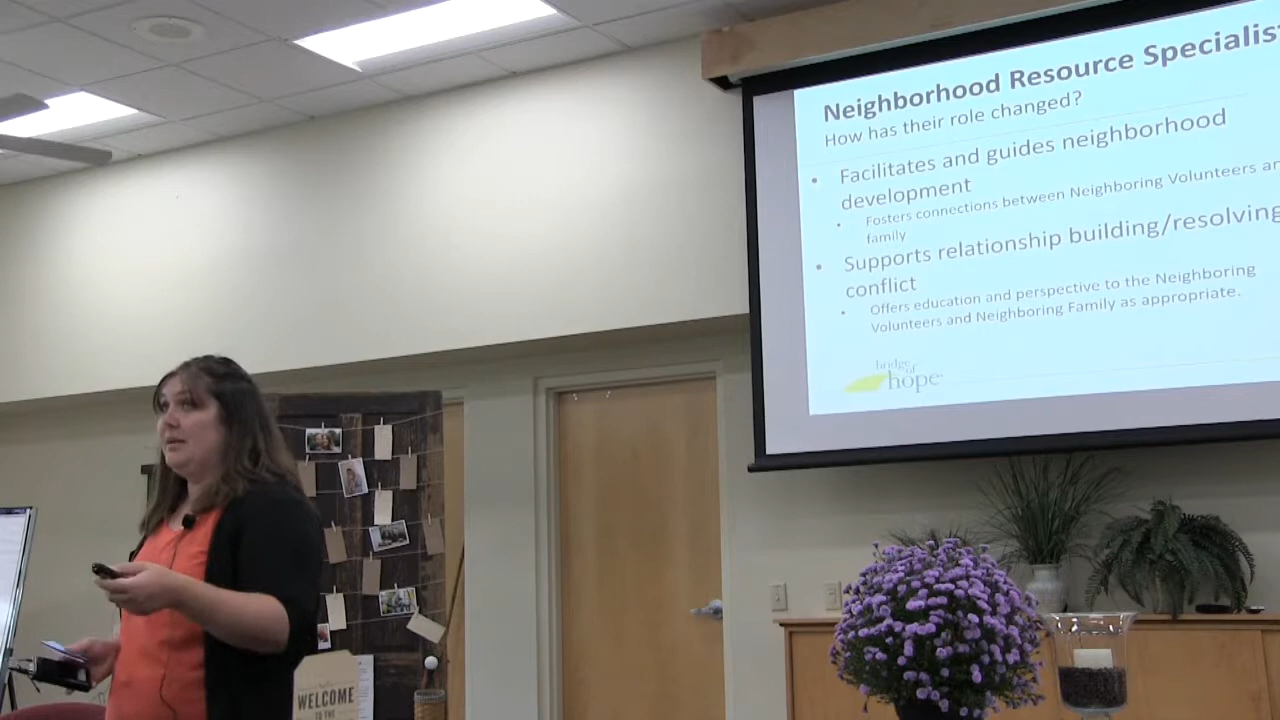 Neighborhood Resource Specialist
How has their role changed?
• Facilitates and guides neighborhood
development
• Fosters connections between Neighboring Volunteers
family
• Supports relationship building/resolving
conflict
• Offers education and perspective to the Neighboring
Volunteers and Neighboring Family as appropriate.
bridge
of
hope
WELCOME
TO THE